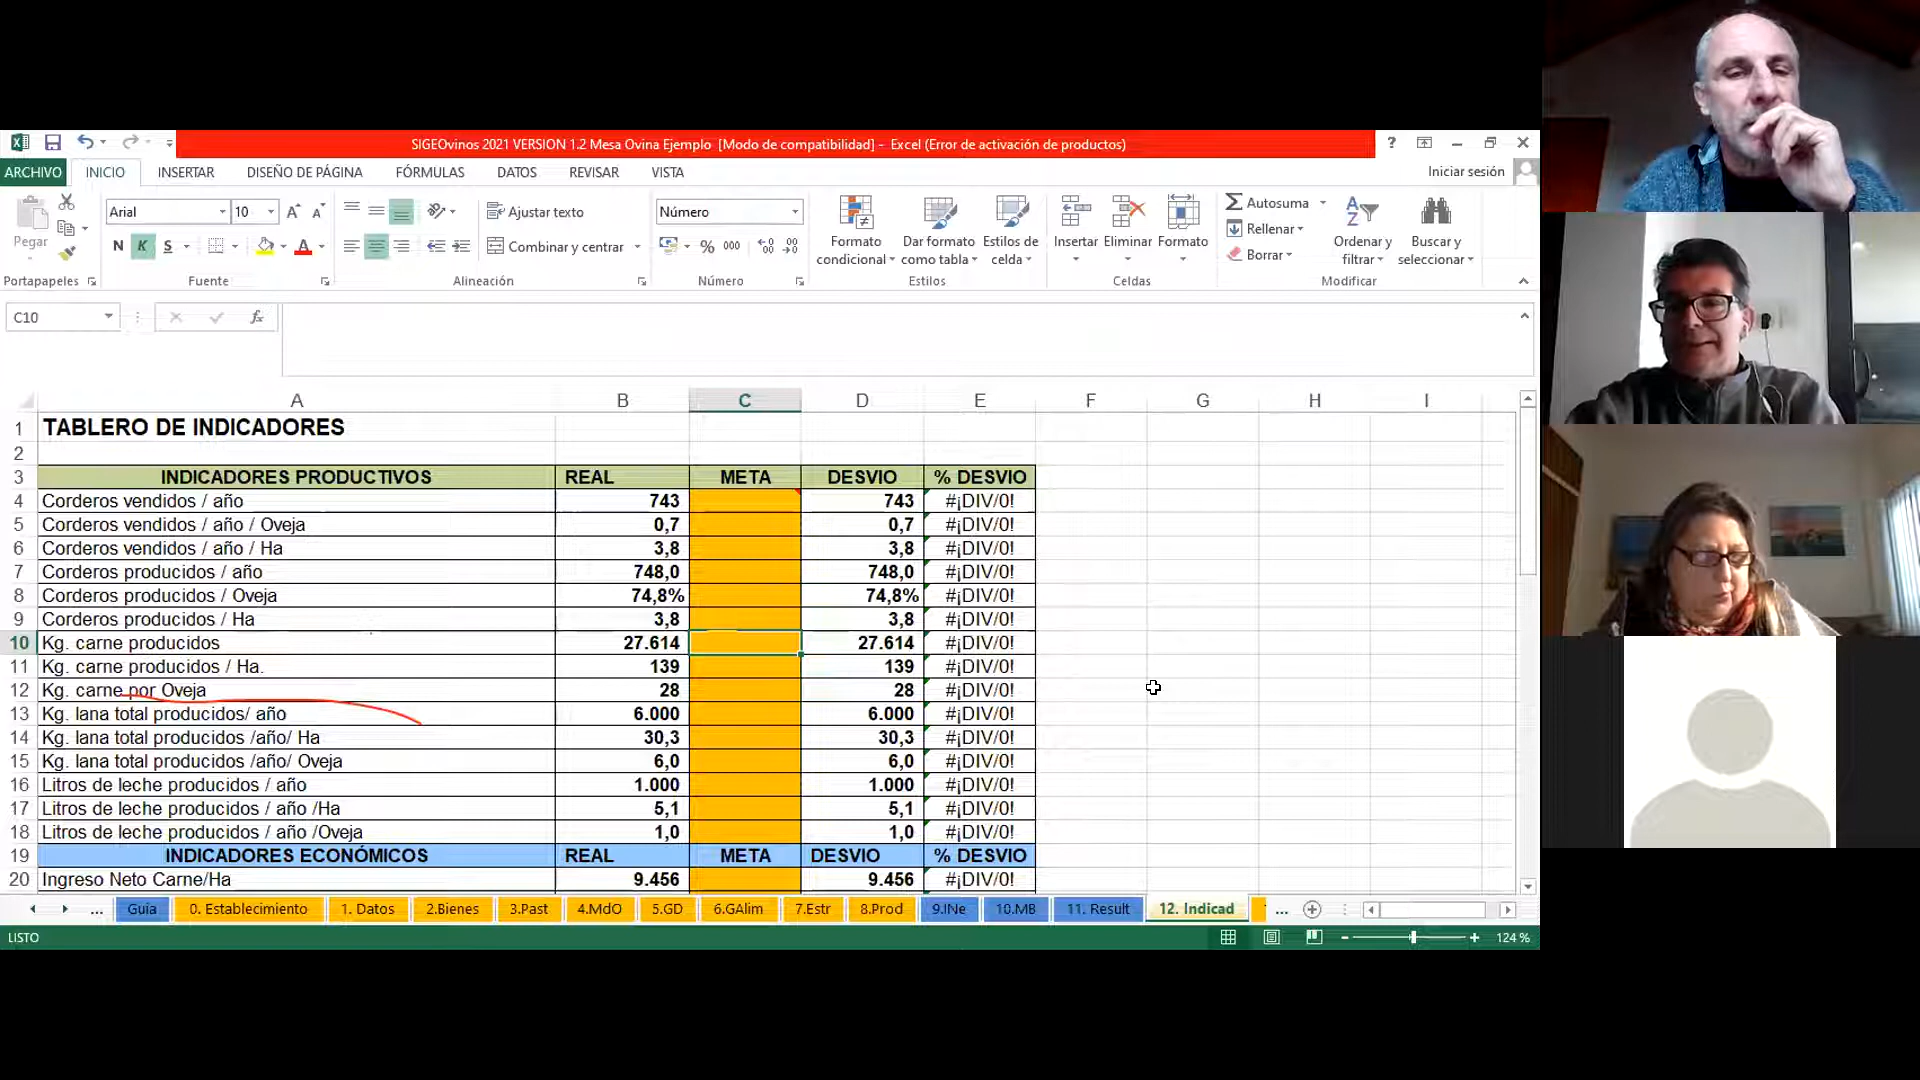 SIGEOvinos 2021 VERSION 1.2 Mesa Ovina Ejemplo [Modo de compatibilidad] - Excel (Error de activación de productos)
ARCHIVO INICIO INSERTAR DISEÑO DE PÁGINA FÓRMULAS DATOS REVISAR VISTA Iniciar sesión
Pegar
Portapapeles
Arial 10
N K S
Fuente
Ajustar texto
Combinar y centrar
Alineación
Número
% 000
Número
Formato condicional
Dar formato como tabla
Estilos de celda
Estilos
Insertar Eliminar Formato
Celdas
Autosuma
Rellenar
Borrar
Ordenar y filtrar
Buscar y seleccionar
Modificar
C10 fx
A B C D E F G H I
1 TABLERO DE INDICADORES
2
3 INDICADORES PRODUCTIVOS REAL META DESVIO % DESVIO
4 Corderos vendidos / año 743 743 #¡DIV/0!
5 Corderos vendidos / año / Oveja 0,7 0,7 #¡DIV/0!
6 Corderos vendidos / año / Ha 3,8 3,8 #¡DIV/0!
7 Corderos producidos / año 748,0 748,0 #¡DIV/0!
8 Corderos producidos / Oveja 74,8% 74,8% #¡DIV/0!
9 Corderos producidos / Ha 3,8 3,8 #¡DIV/0!
10 Kg. carne producidos 27.614 27.614 #¡DIV/0!
11 Kg. carne producidos / Ha. 139 139 #¡DIV/0!
12 Kg. carne por Oveja 28 28 #¡DIV/0!
13 Kg. lana total producidos/ año 6.000 6.000 #¡DIV/0!
14 Kg. lana total producidos /año/ Ha 30,3 30,3 #¡DIV/0!
15 Kg. lana total producidos /año/ Oveja 6,0 6,0 #¡DIV/0!
16 Litros de leche producidos / año 1.000 1.000 #¡DIV/0!
17 Litros de leche producidos / año /Ha 5,1 5,1 #¡DIV/0!
18 Litros de leche producidos / año /Oveja 1,0 1,0 #¡DIV/0!
19 INDICADORES ECONÓMICOS REAL META DESVIO % DESVIO
20 Ingreso Neto Carne/Ha 9.456 9.456 #¡DIV/0!
... Guia 0. Establecimiento 1. Datos 2.Bienes 3.Past 4.MdO 5.GD 6.GAlim 7.Estr 8.Prod 9.INe 10.MB 11. Result 12. Indicad ...
LISTO 124 %